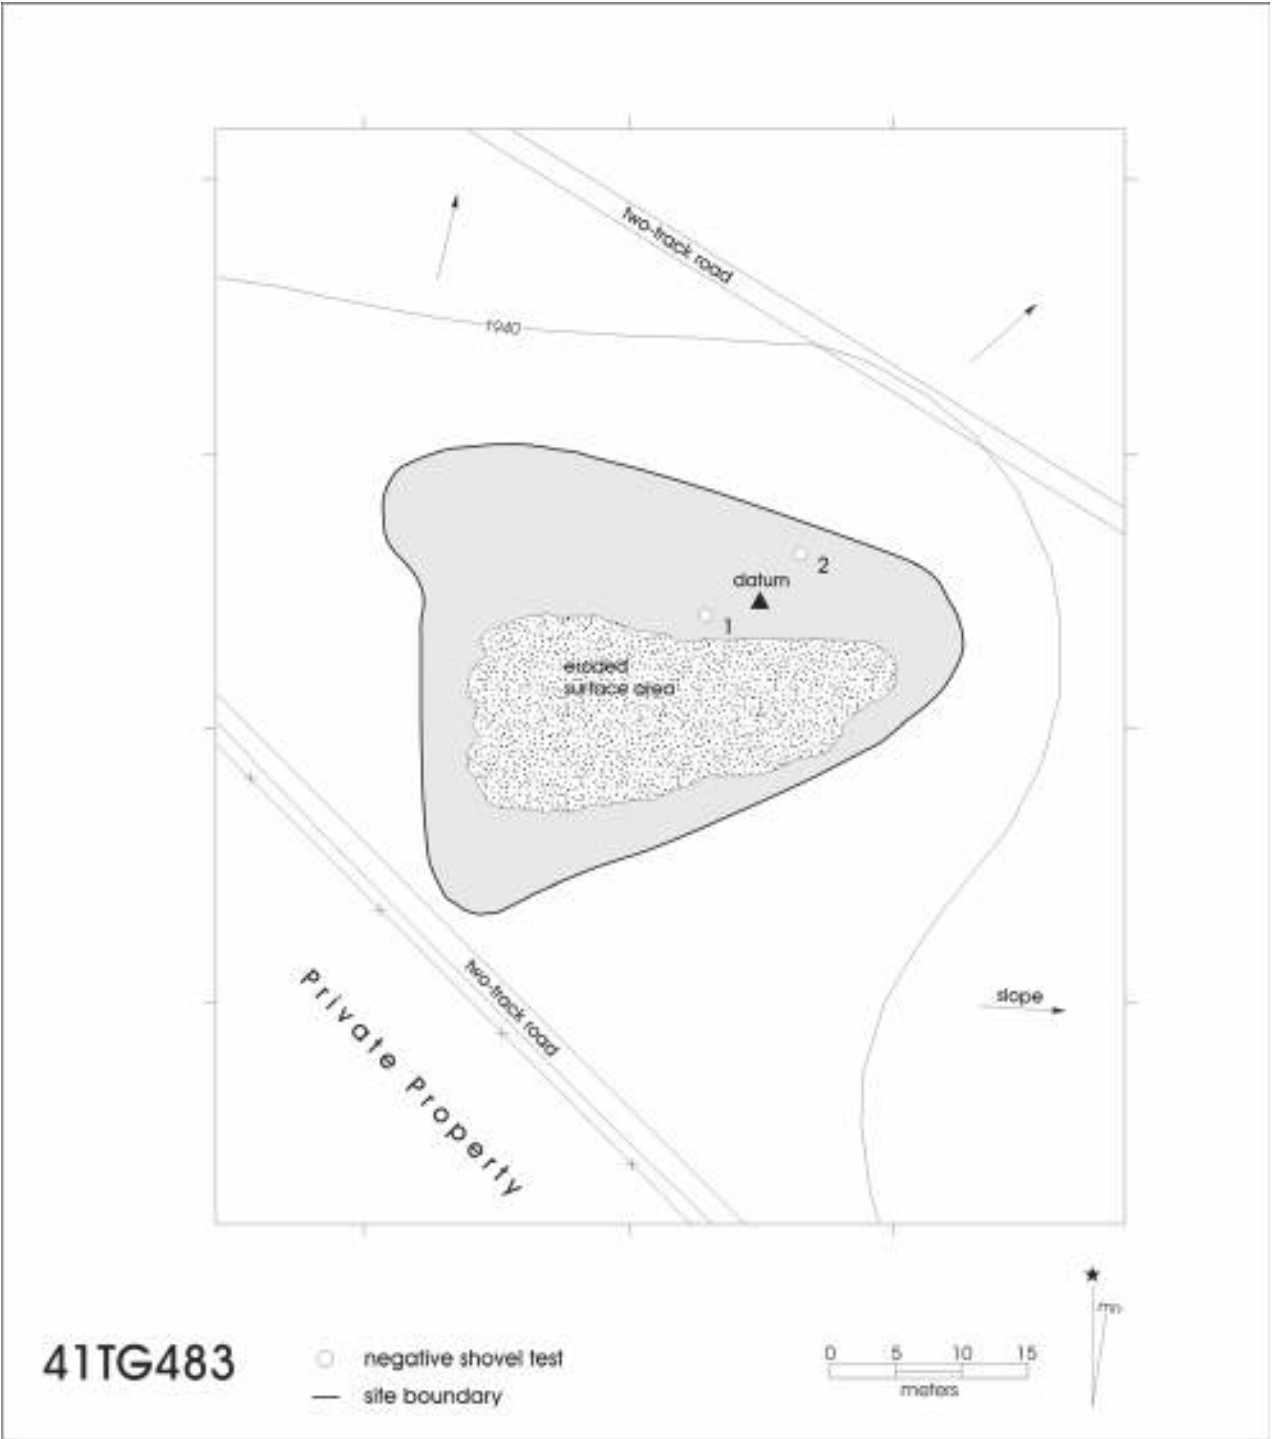 two-track road
1940
2
datum
1
eroded
surface area
two-track road
slope
Private Property
mn
41TG483
negative shovel test
site boundary
0 5 10 15
meters